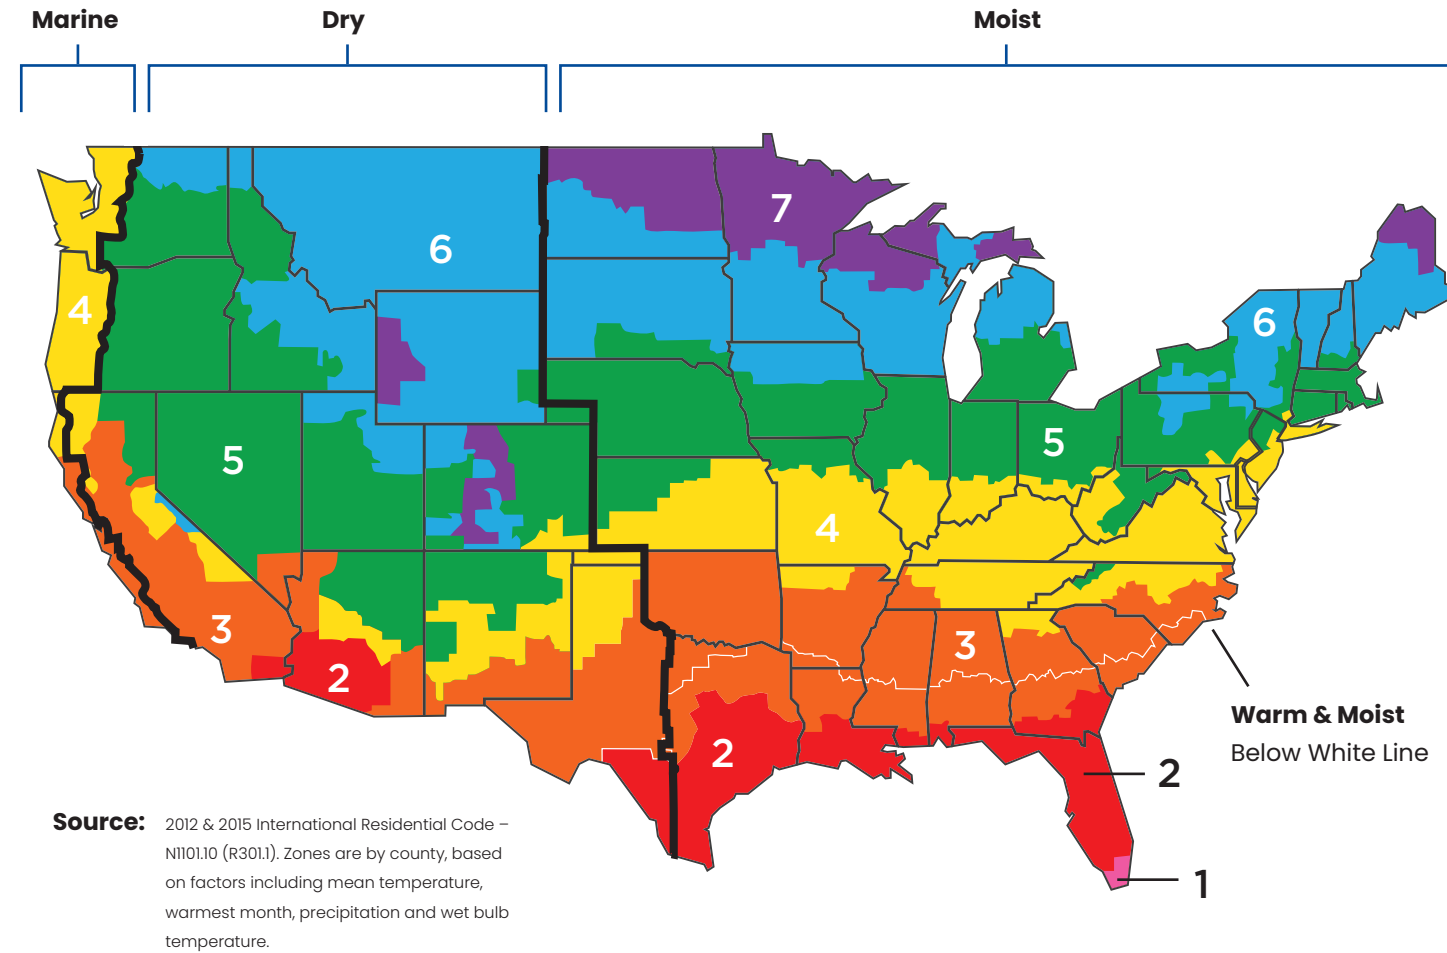 Marine
Dry
Moist
7
6
4
6
5
5
4
3
3
2
2
Warm & Moist
Below White Line
2
1
Source:
2012 & 2015 International Residential Code –
N1101.10 (R301.1). Zones are by county, based
on factors including mean temperature,
warmest month, precipitation and wet bulb
temperature.